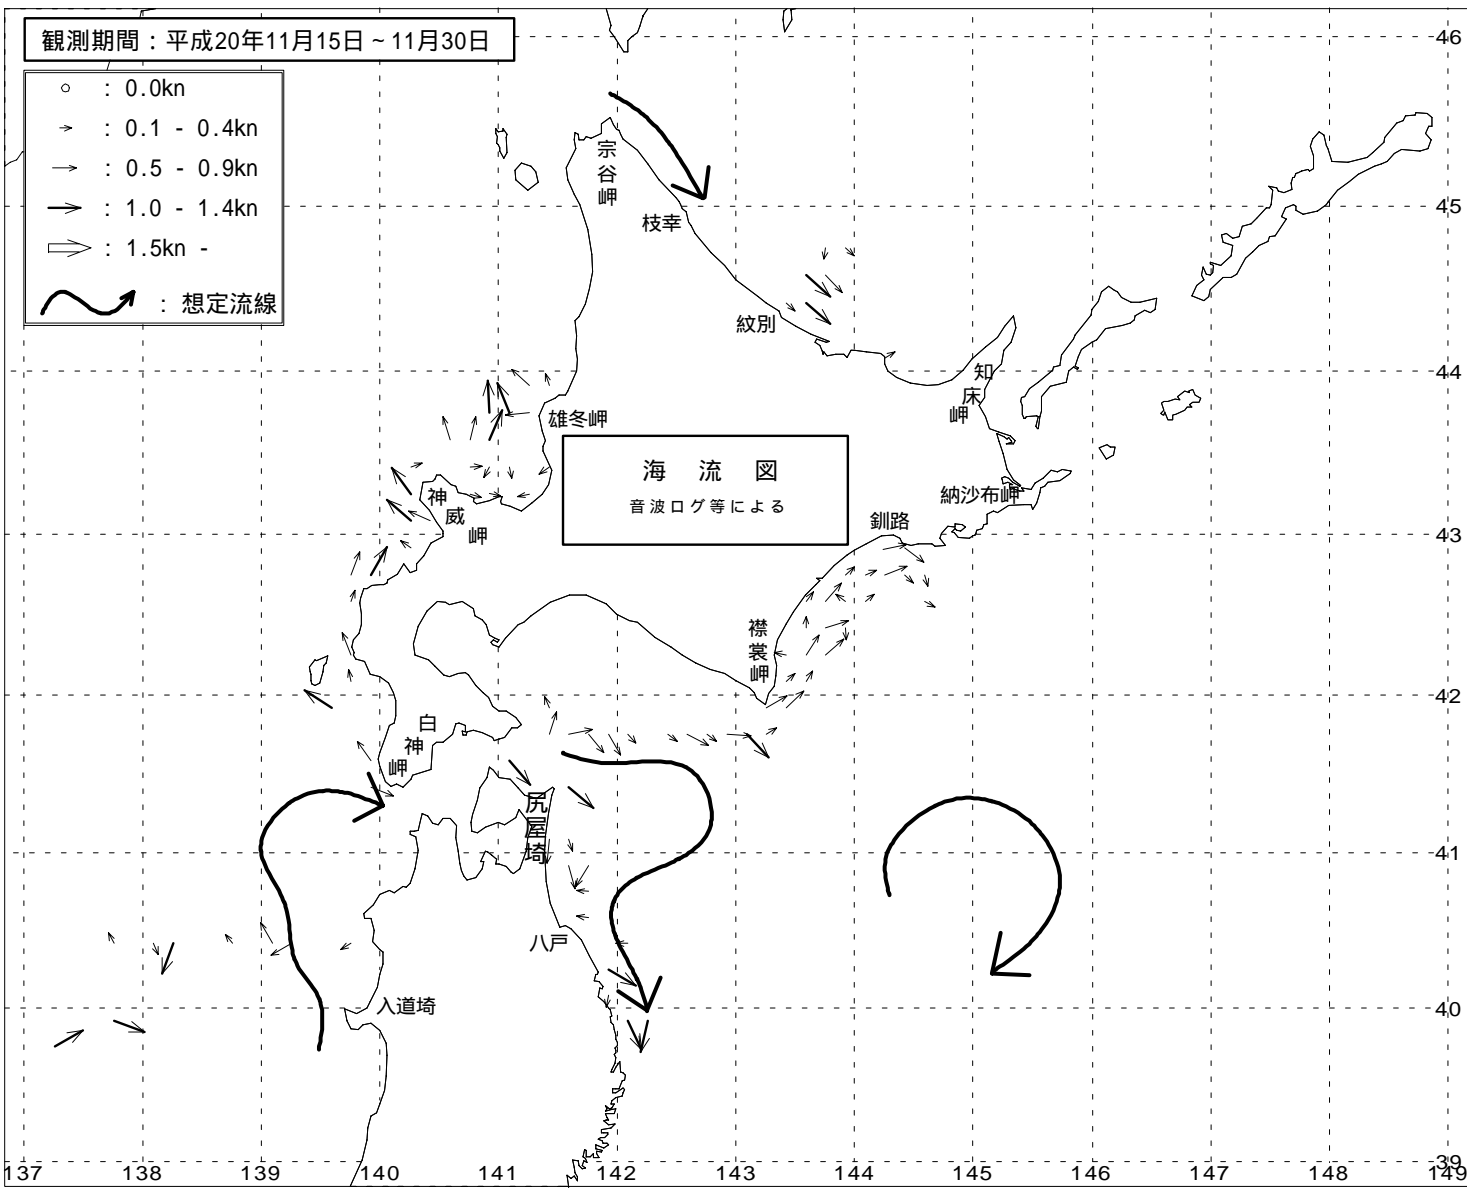 観測期間：平成20年11月15日~11月30日
：0.0kn
：0.1 - 0.4kn
：0.5 - 0.9kn
：1.0 - 1.4kn
：1.5kn -
：想定流線
宗谷岬
枝幸
紋別
知床岬
雄冬岬
海流図
音波ログ等による
納沙布岬
釧路
神威岬
襟裳岬
白神岬
尻屋埼
八戸
入道埼
46
45
44
43
42
41
40
39
137 138 139 140 141 142 143 144 145 146 147 148 149